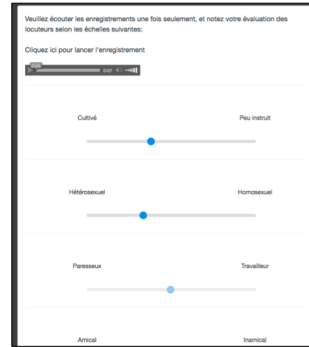 Veuillez écouter les enregistrements une fois seulement, et notez votre évaluation des
locuteurs selon les échelles suivantes:
Cliquez ici pour lancer l'enregistrement
Cultivé Peu instruit
Hétérosexuel Homosexuel
Paresseux Travailleur
Amical Inamical